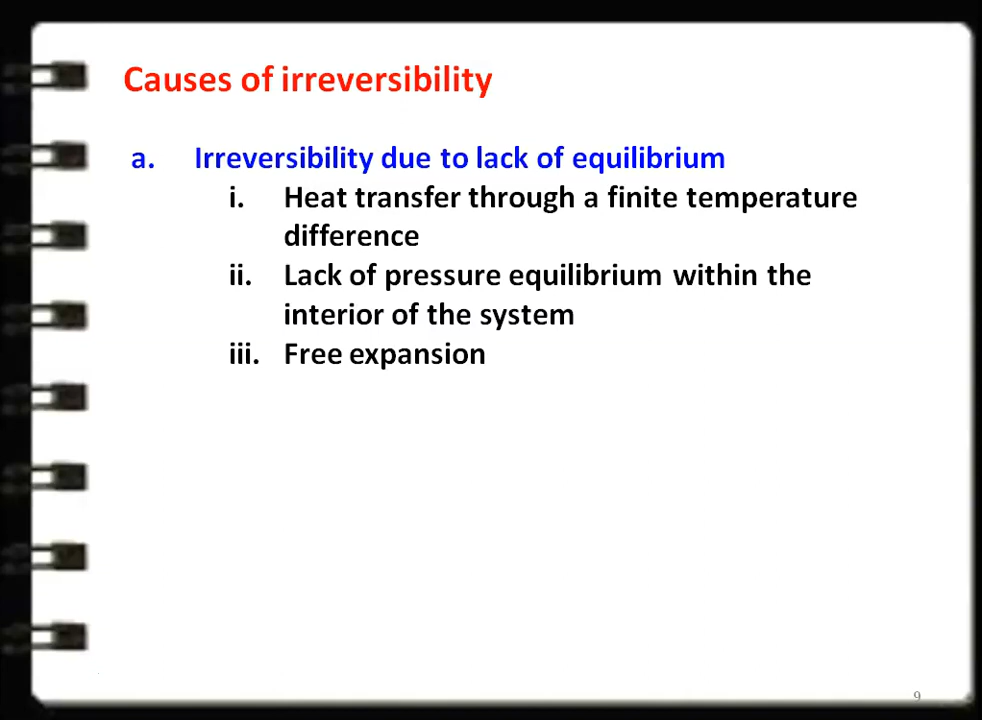 Causes of irreversibility
a. Irreversibility due to lack of equilibrium
i. Heat transfer through a finite temperature
difference
ii. Lack of pressure equilibrium within the
interior of the system
iii. Free expansion
9